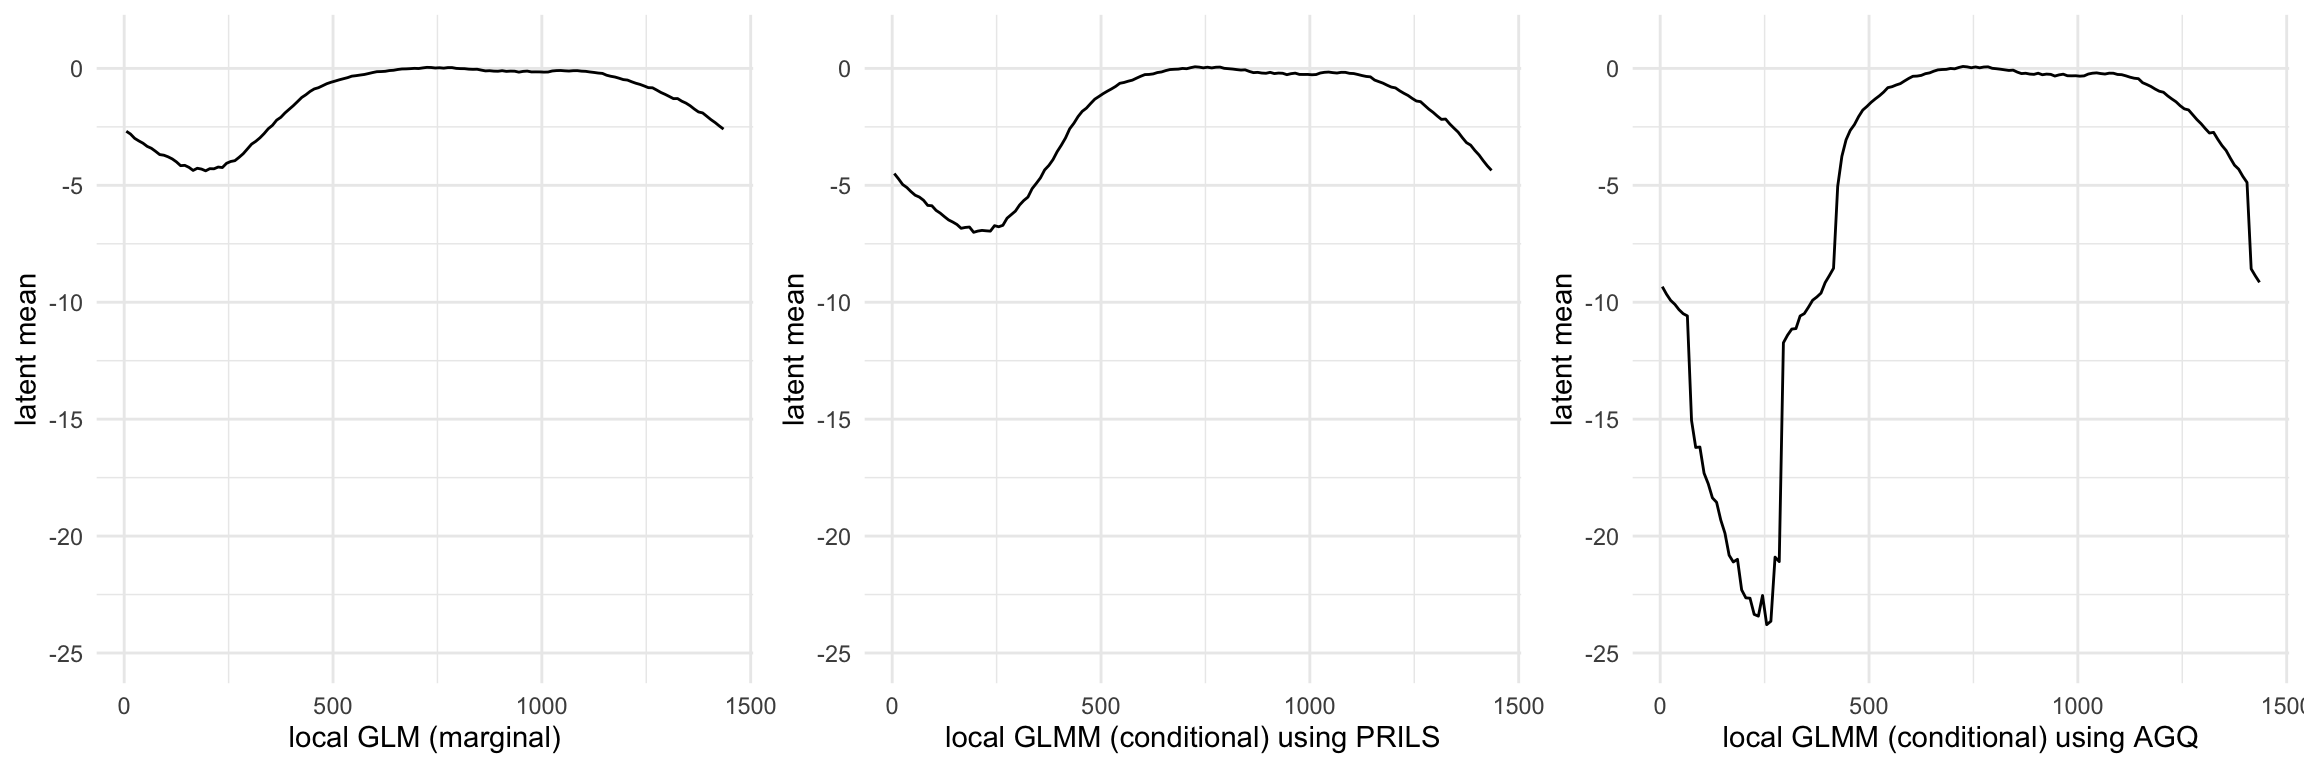 latent mean
0
-5
-10
-15
-20
-25
0 500 1000 1500
local GLM (marginal)
latent mean
0
-5
-10
-15
-20
-25
0 500 1000 1500
local GLMM (conditional) using PRILS
latent mean
0
-5
-10
-15
-20
-25
0 500 1000 1500
local GLMM (conditional) using AGQ